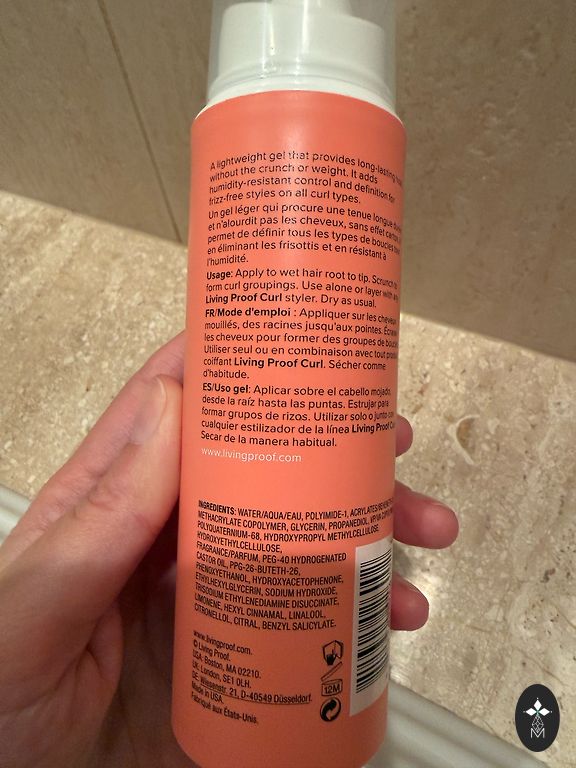 A lightweight gel that provides long-lasting
without the crunch or weight. It adds
humidity-resistant control and definition for
frizz-free styles on all curl types.
Un gel léger qui procure une tenue longue
et n'alourdit pas les cheveux, sans effet
permet de définir tous les types de boucles
en éliminant les frisottis et en résistant à
l'humidité.
Usage: Apply to wet hair root to tip. Scrunch to
form curl groupings. Use alone or layer with any
Living Proof Curl styler. Dry as usual.
FR/Mode d'emploi : Appliquer sur les cheveux
mouillés, des racines jusqu'aux pointes.
les cheveux pour former des groupes de
Utiliser seul ou en combinaison avec tout
coiffant Living Proof Curl. Sécher comme
d'habitude.
ES/Uso gel: Aplicar sobre el cabello mojado,
desde la raíz hasta las puntas. Estrujar para
formar grupos de rizos. Utilizar solo o junto con
cualquier estilizador de la línea Living Proof
Secar de la manera habitual.
www.livingproof.com
INGREDIENTS: WATER/AQUA/EAU, POLYIMIDE-1,
METHACRYLATE COPOLYMER, GLYCERIN, PROPANEDIOL,
POLYQUATERNIUM-68, HYDROXYPROPYL METHYLCELLULOSE,
HYDROXYETHYLCELLULOSE,
FRAGRANCE/PARFUM, PEG-40 HYDROGENATED
CASTOR OIL, PPG-26-BUTETH-26,
PHENOXYETHANOL, HYDROXYACETOPHENONE,
ETHYLHEXYLGLYCERIN, SODIUM HYDROXIDE,
TRISODIUM ETHYLENEDIAMINE DISUCCINATE,
LIMONENE, HEXYL CINNAMAL, LINALOOL,
CITRONELLOL, CITRAL, BENZYL SALICYLATE.
www.livingproof.com
© Living Proof.
USA: Boston, MA 02210.
UK: London, SE1 0LH.
DE: Wiesenstr. 21, D-40549 Düsseldorf.
Made in USA.
Fabriqué aux États-Unis.
12M
M